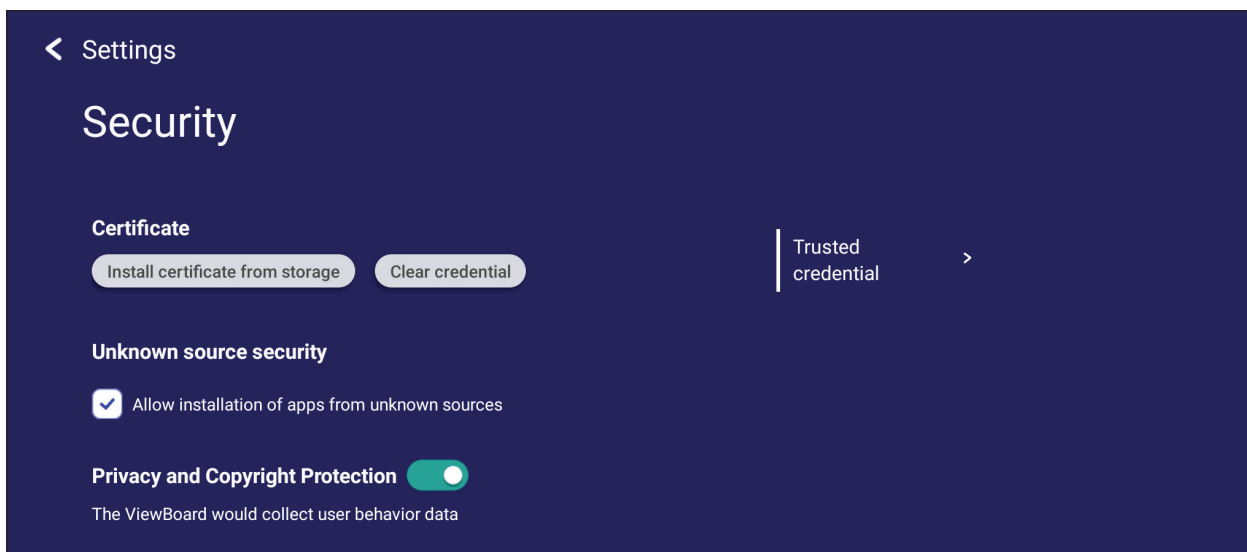 Settings
Security
Certificate
Install certificate from storage
Clear credential
Trusted
credential
Unknown source security
Allow installation of apps from unknown sources
Privacy and Copyright Protection
The ViewBoard would collect user behavior data